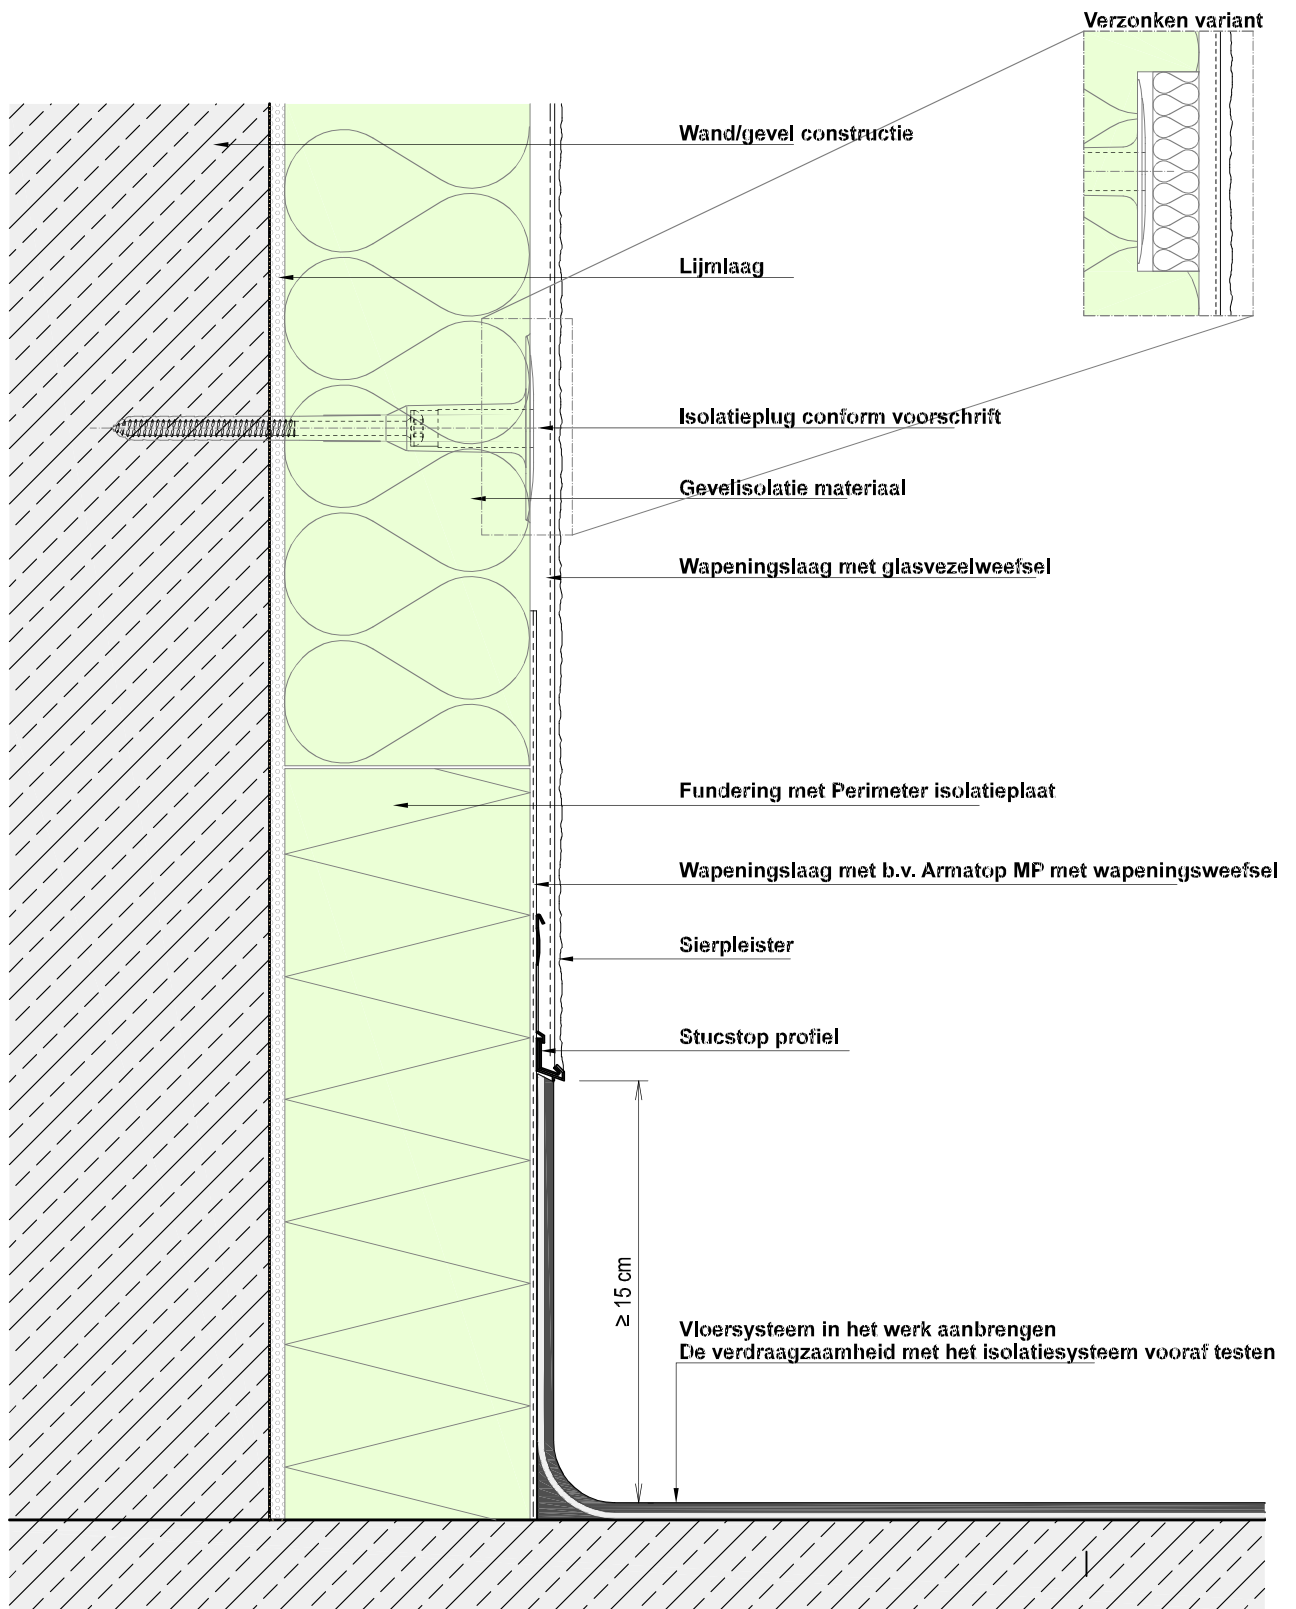 Verzonken variant
Wand/gevel constructie
Lijmlaag
Isolatieplug conform voorschrift
Gevelisolatie materiaal
Wapeningslaag met glasvezelweefsel
Fundering met Perimeter isolatieplaat
Wapeningslaag met b.v. Armatop MP met wapeningsweefsel
Sierpleister
Stucstop profiel
≥ 15 cm
Vloersysteem in het werk aanbrengen
De verdraagzaamheid met het isolatiesysteem vooraf testen